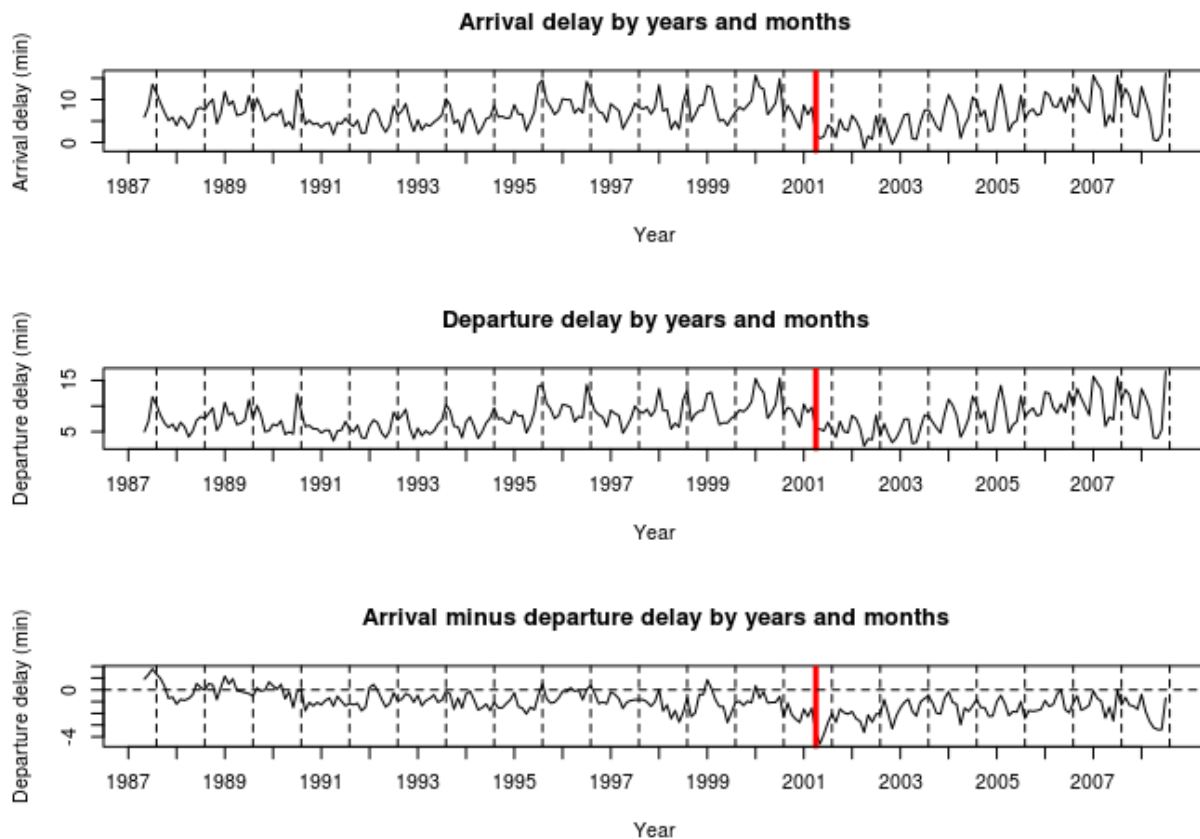 Arrival delay by years and months
Arrival delay (min)
10
0
1987 1989 1991 1993 1995 1997 1999 2001 2003 2005 2007
Year
Departure delay by years and months
Departure delay (min)
15
5
1987 1989 1991 1993 1995 1997 1999 2001 2003 2005 2007
Year
Arrival minus departure delay by years and months
Departure delay (min)
0
-4
1987 1989 1991 1993 1995 1997 1999 2001 2003 2005 2007
Year